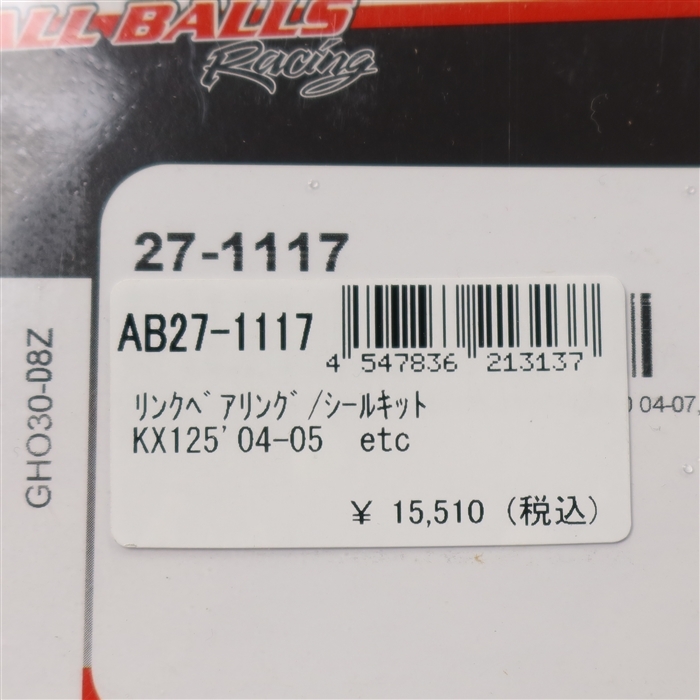 ALL BALLS
Racing
27-1117
AB27-1117
4 547836 213137
ﾘﾝｸﾍﾞｱﾘﾝｸﾞ/ｼｰﾙｷｯﾄ
KX125'04-05 etc
¥ 15,510 (税込)
04-07,
GHO30-D8Z